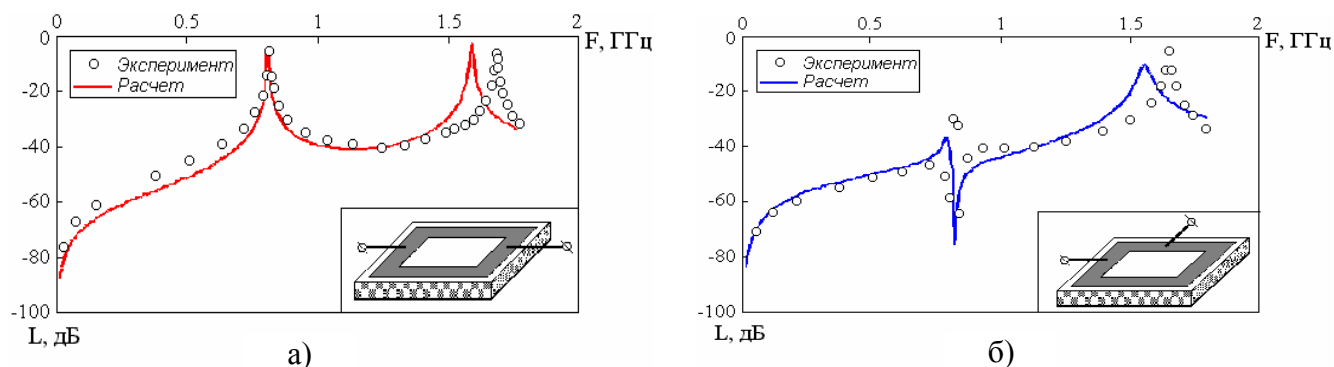 0 0.5 1 1.5 2
F, ГГц
0
Эксперимент
Расчет
-20
-40
-60
-80
-100
L, дБ
а)
0 0.5 1 1.5 2
F, ГГц
0
Эксперимент
Расчет
-20
-40
-60
-80
-100
L, дБ
б)